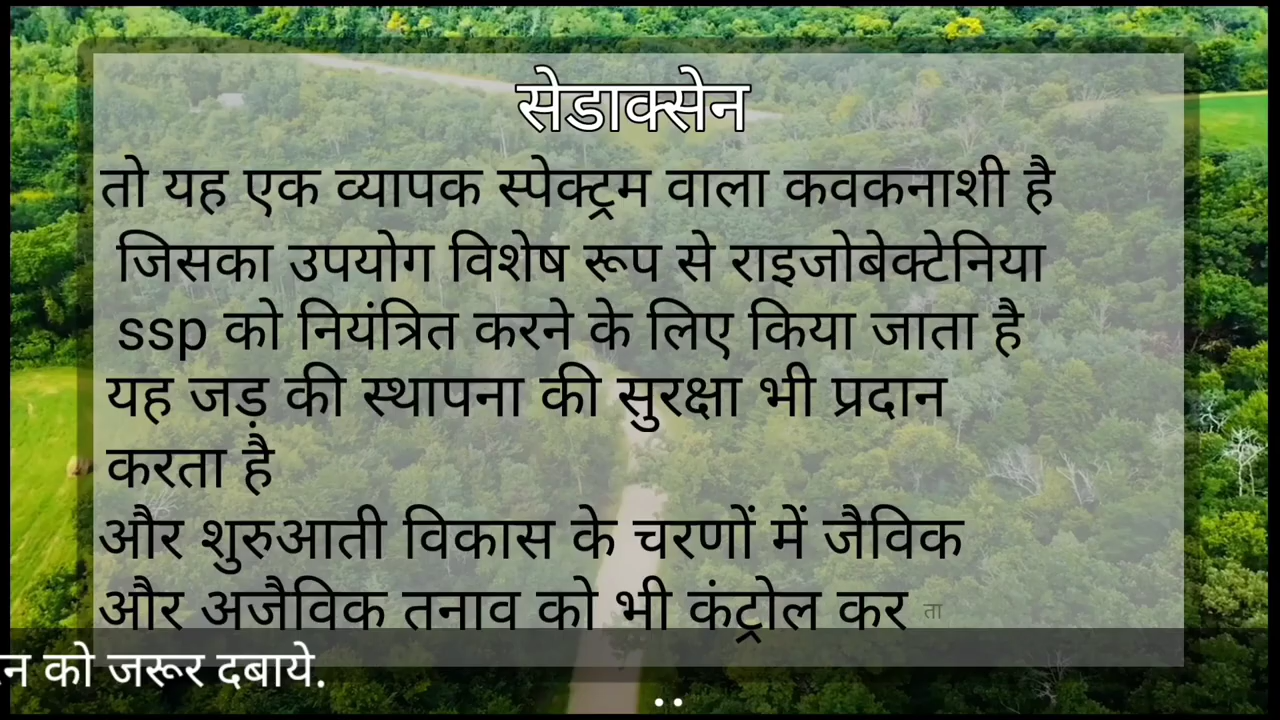 सेडाक्सेन
तो यह एक व्यापक स्पेक्ट्रम वाला कवकनाशी है
जिसका उपयोग विशेष रूप से राइजोबेक्टेनिया
ssp को नियंत्रित करने के लिए किया जाता है
यह जड़ की स्थापना की सुरक्षा भी प्रदान
करता है
और शुरुआती विकास के चरणों में जैविक
और अजैविक तनाव को भी कंट्रोल कर ता
को जरूर दबाये.
..